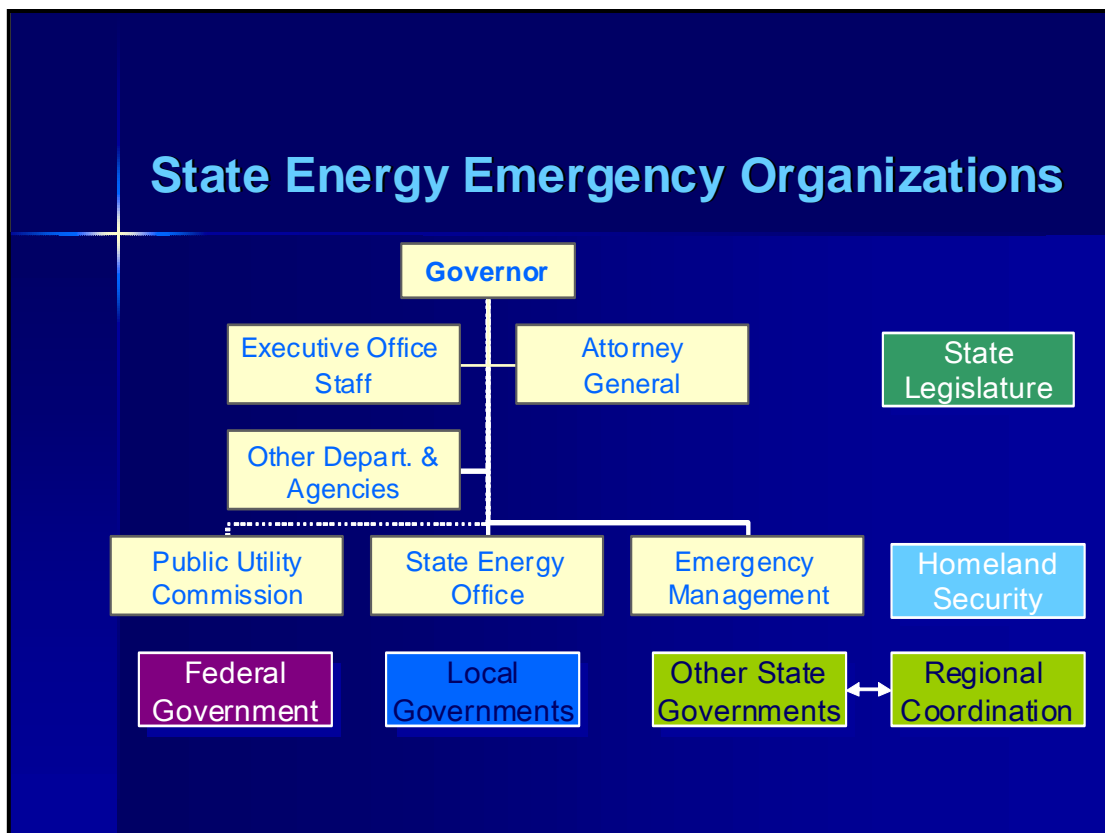 State Energy Emergency Organizations
Governor
Executive Office
Staff
Attorney
General
State
Legislature
Other Depart. &
Agencies
Public Utility
Commission
State Energy
Office
Emergency
Management
Homeland
Security
Federal
Government
Local
Governments
Other State
Governments
Regional
Coordination